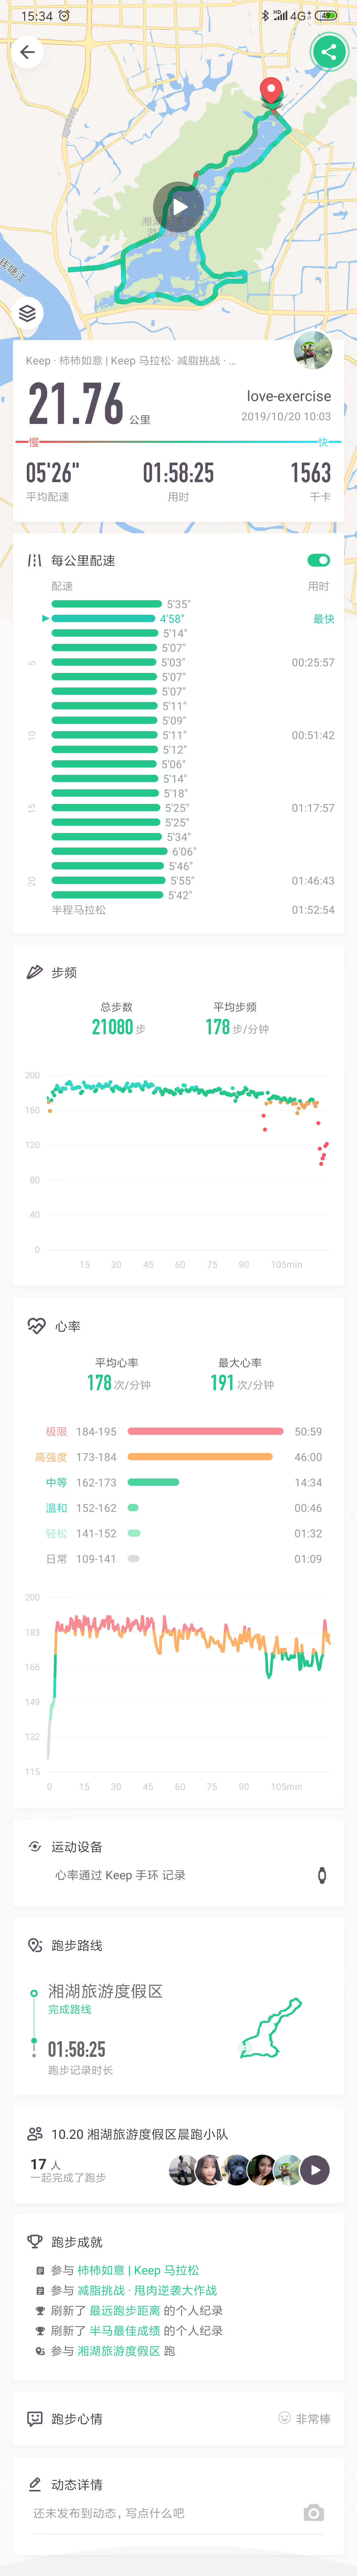 15:34
4G+
49
钱塘江
湘湖
Keep · 柿柿如意 | Keep 马拉松· 减脂挑战 · ...
21.76 公里
love-exercise
2019/10/20 10:03
慢
快
05'26" 01:58:25 1563
平均配速 用时 千卡
每公里配速
配速 用时
5'35"
4'58" 最快
5'14"
5'07"
5 5'03" 00:25:57
5'07"
5'07"
5'11"
5'09"
10 5'11" 00:51:42
5'12"
5'06"
5'14"
5'18"
15 5'25" 01:17:57
5'25"
5'34"
6'06"
5'46"
20 5'55" 01:46:43
5'42"
半程马拉松 01:52:54
步频
总步数 平均步频
21080 步 178 步/分钟
200
160
120
80
40
0
15 30 45 60 75 90 105min
心率
平均心率 最大心率
178 次/分钟 191 次/分钟
极限 184-195 50:59
高强度 173-184 46:00
中等 162-173 14:34
温和 152-162 00:46
轻松 141-152 01:32
日常 109-141 01:09
200
183
166
149
132
115
0 15 30 45 60 75 90 105min
运动设备
心率通过 Keep 手环 记录
跑步路线
湘湖旅游度假区
完成路线
01:58:25
跑步记录时长
10.20 湘湖旅游度假区晨跑小队
17 人
一起完成了跑步
跑步成就
参与 柿柿如意 | Keep 马拉松
参与 减脂挑战 · 甩肉逆袭大作战
刷新了 最远跑步距离 的个人纪录
刷新了 半马最佳成绩 的个人纪录
参与 湘湖旅游度假区 跑
跑步心情 非常棒
动态详情
还未发布到动态, 写点什么吧